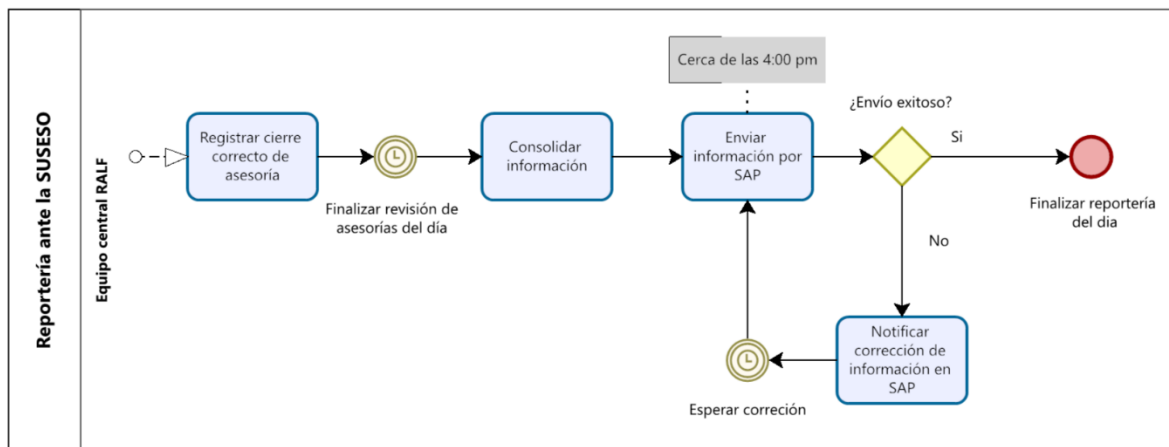 Reportería ante la SUSESO
Equipo central RALF
Registrar cierre
correcto de
asesoría
Finalizar revisión de
asesorías del día
Consolidar
información
Cerca de las 4:00 pm
Enviar
información por
SAP
¿Envío exitoso?
Si
Finalizar reportería
del dia
No
Notificar
corrección de
información en
SAP
Esperar correción